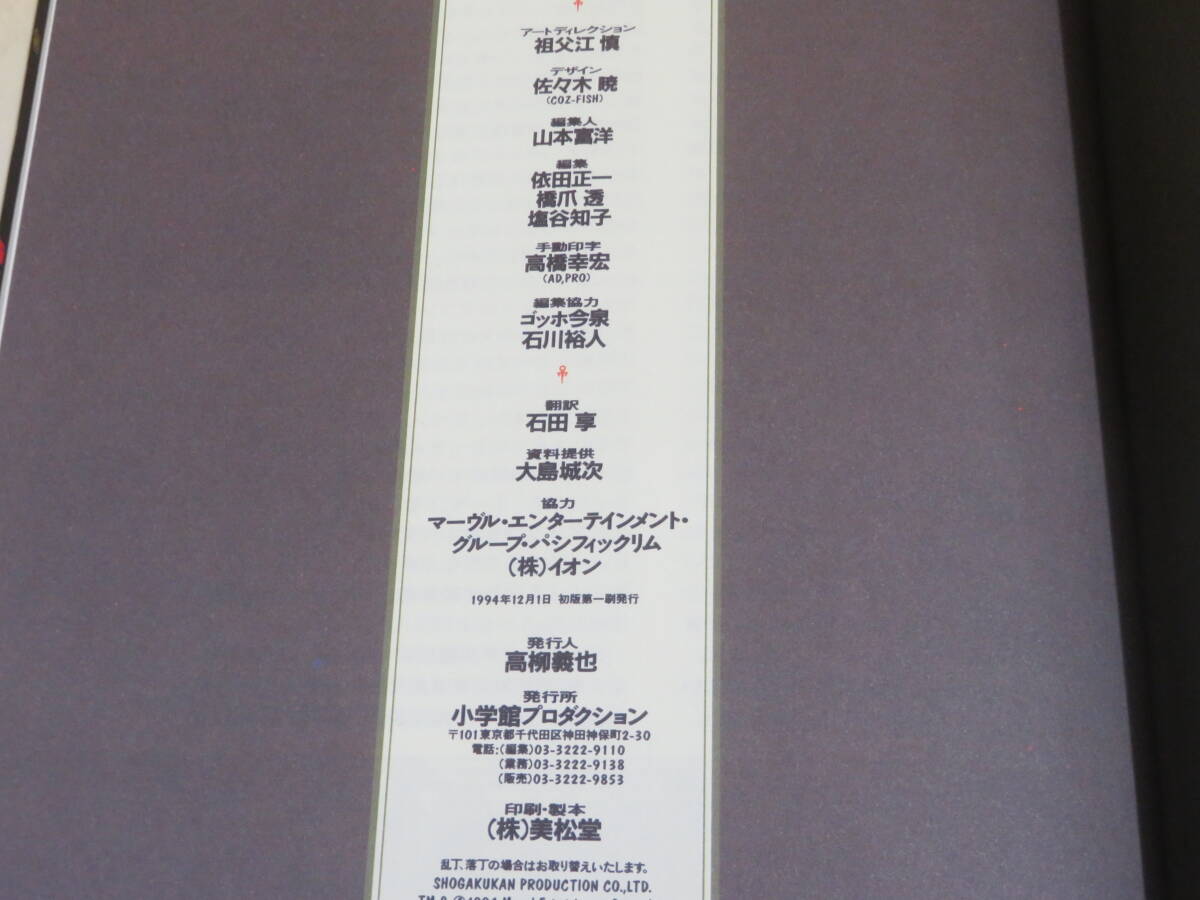 アートディレクション
祖父江 慎
デザイン
佐々木 暁
(COZ-FISH)
編集人
山本富洋
編集
依田正一
橋爪 透
塩谷知子
手動印字
高橋幸宏
(AD,PRO)
編集協力
ゴッホ今泉
石川裕人
翻訳
石田 享
資料提供
大島城次
協力
マーヴル・エンターテインメント・
グループ・パシフィックリム
(株)イオン
1994年12月1日 初版第一刷発行
発行人
高柳義也
発行所
小学館プロダクション
〒101東京都千代田区神田神保町2-30
電話:(編集)03-3222-9110
(業務)03-3222-9138
(販売)03-3222-9853
印刷・製本
(株)美松堂
乱丁、落丁の場合はお取り替えいたします。
SHOGAKUKAN PRODUCTION CO.,LTD.